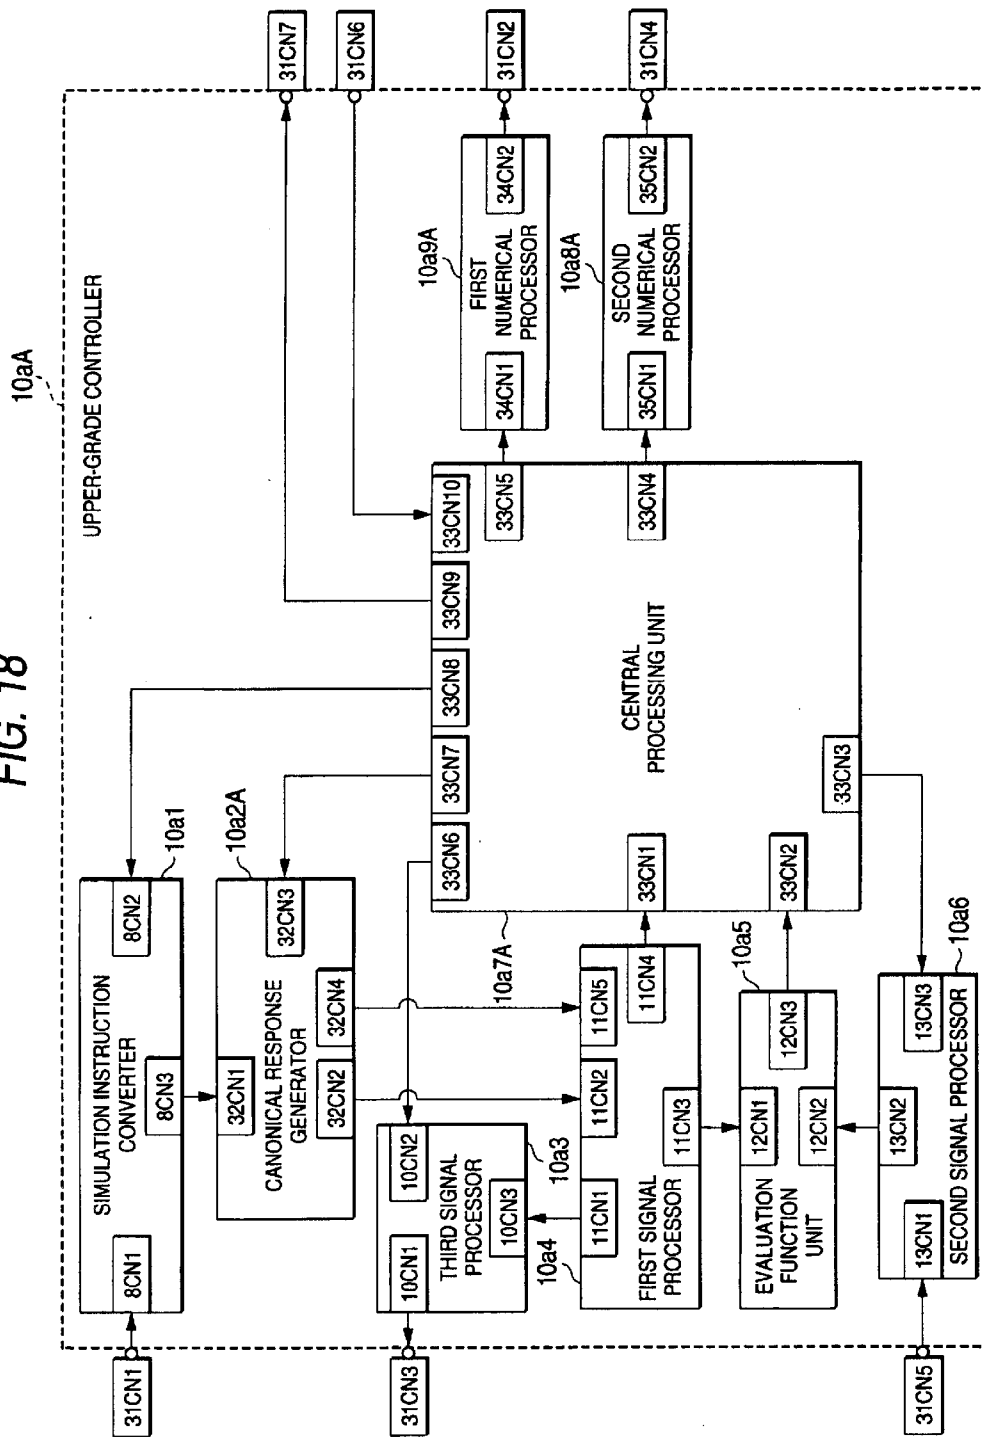 FIG. 18
10aA
UPPER-GRADE CONTROLLER
31CN1
8CN1
SIMULATION INSTRUCTION
CONVERTER
8CN2
8CN3
10a1
32CN1
CANONICAL RESPONSE
GENERATOR
32CN3
32CN2
32CN4
10a2A
31CN3
10CN1
THIRD SIGNAL
PROCESSOR
10CN2
10CN3
10a3
10a4
11CN1
11CN2
11CN5
FIRST SIGNAL
PROCESSOR
11CN3
11CN4
12CN1
EVALUATION
FUNCTION
UNIT
12CN2
12CN3
10a5
31CN5
13CN1
13CN2
13CN3
SECOND SIGNAL PROCESSOR
10a6
10a7A
33CN6
33CN7
33CN8
33CN9
33CN10
33CN1
33CN2
33CN3
CENTRAL
PROCESSING UNIT
33CN5
33CN4
34CN1
FIRST
NUMERICAL
PROCESSOR
34CN2
10a9A
35CN1
SECOND
NUMERICAL
PROCESSOR
35CN2
10a8A
31CN7
31CN6
31CN2
31CN4